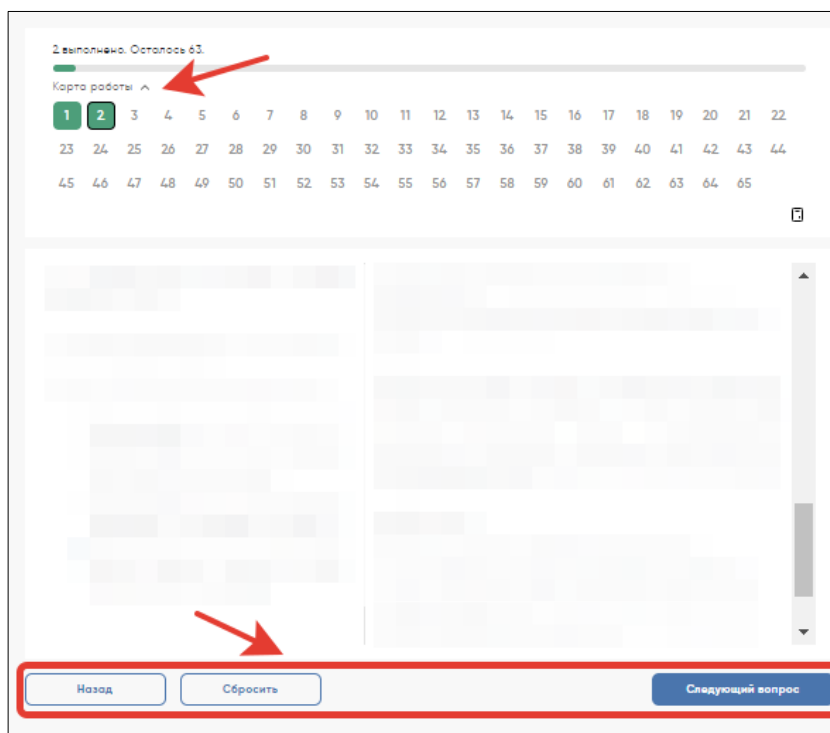 2 выполнено. Осталось 63.
Карта работы
1 2 3 4 5 6 7 8 9 10 11 12 13 14 15 16 17 18 19 20 21 22
23 24 25 26 27 28 29 30 31 32 33 34 35 36 37 38 39 40 41 42 43 44
45 46 47 48 49 50 51 52 53 54 55 56 57 58 59 60 61 62 63 64 65
Назад Сбросить Следующий вопрос